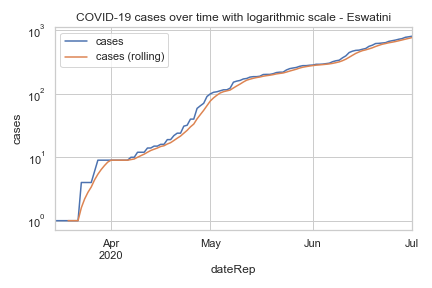 COVID-19 cases over time with logarithmic scale - Eswatini
cases
cases (rolling)
10³
10²
10¹
10⁰
cases
Apr
2020
May
Jun
Jul
dateRep